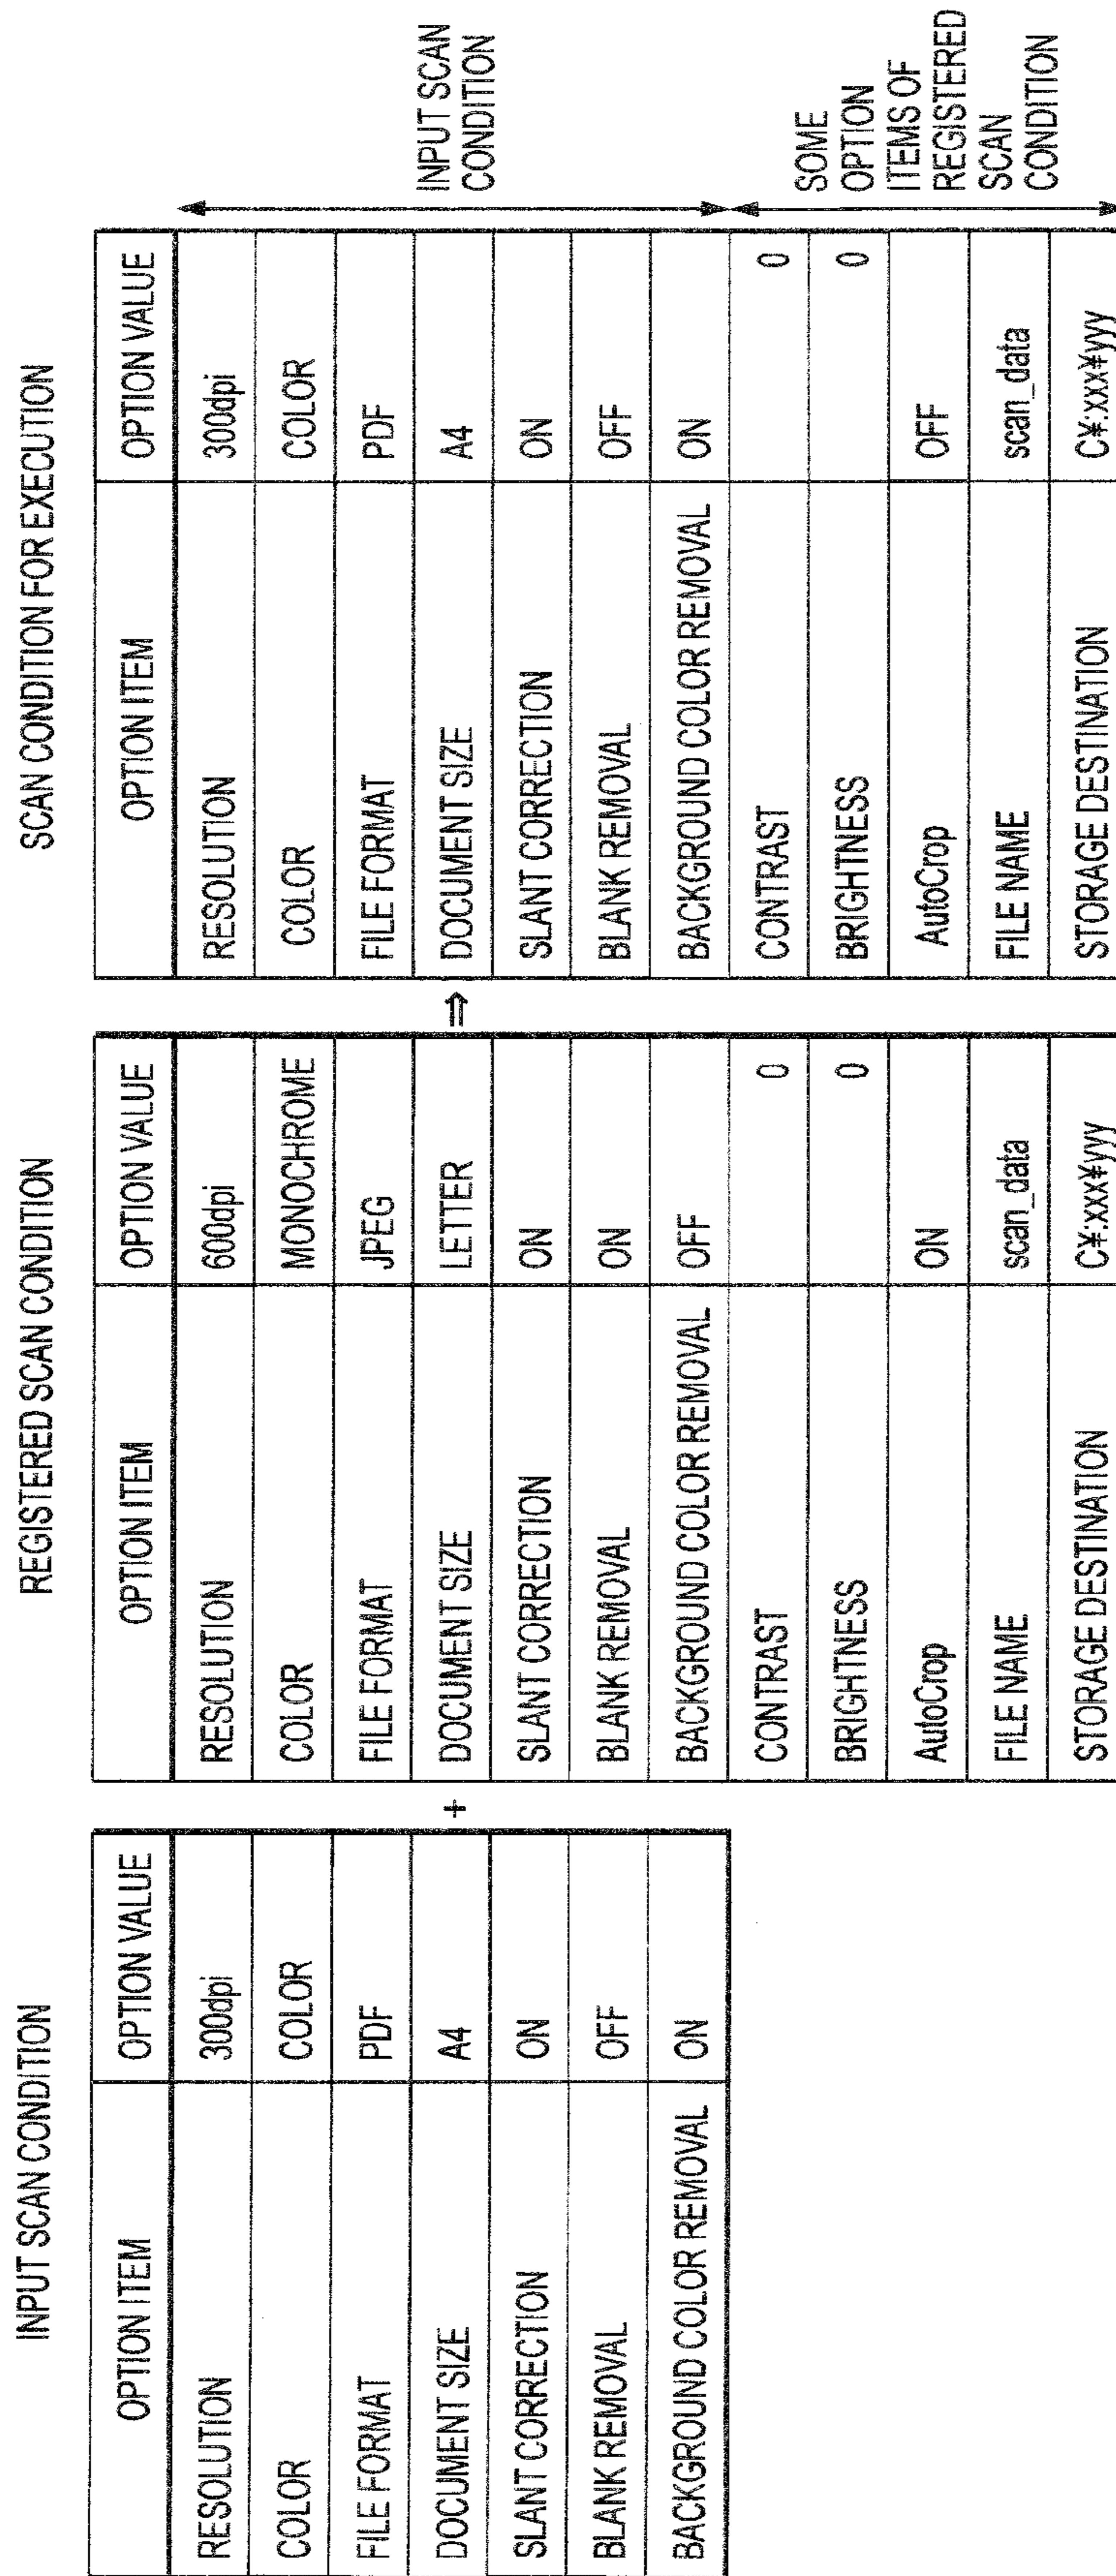 INPUT SCAN CONDITION
OPTION ITEM OPTION VALUE
RESOLUTION 300dpi
COLOR COLOR
FILE FORMAT PDF
DOCUMENT SIZE A4
SLANT CORRECTION ON
BLANK REMOVAL OFF
BACKGROUND COLOR REMOVAL ON
+
REGISTERED SCAN CONDITION
OPTION ITEM OPTION VALUE
RESOLUTION 600dpi
COLOR MONOCHROME
FILE FORMAT JPEG
DOCUMENT SIZE LETTER
SLANT CORRECTION ON
BLANK REMOVAL ON
BACKGROUND COLOR REMOVAL OFF
CONTRAST 0
BRIGHTNESS 0
AutoCrop ON
FILE NAME scan_data
STORAGE DESTINATION C¥:xxx¥yyy
⇒
SCAN CONDITION FOR EXECUTION
OPTION ITEM OPTION VALUE
RESOLUTION 300dpi
COLOR COLOR
FILE FORMAT PDF
DOCUMENT SIZE A4
SLANT CORRECTION ON
BLANK REMOVAL OFF
BACKGROUND COLOR REMOVAL ON
CONTRAST 0
BRIGHTNESS 0
AutoCrop OFF
FILE NAME scan_data
STORAGE DESTINATION C¥:xxx¥yyy
INPUT SCAN
CONDITION
SOME
OPTION
ITEMS OF
REGISTERED
SCAN
CONDITION